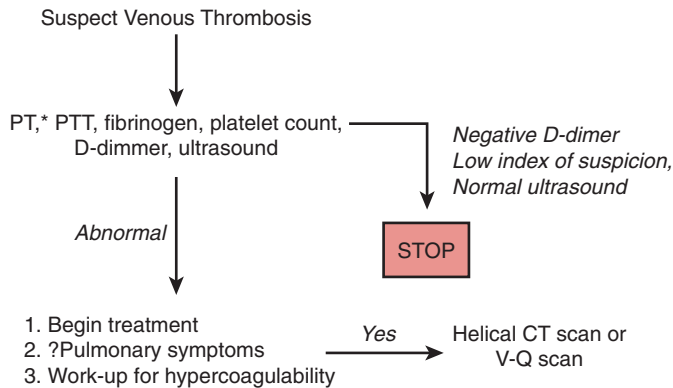 Suspect Venous Thrombosis
PT,* PTT, fibrinogen, platelet count,
D-dimmer, ultrasound
Negative D-dimer
Low index of suspicion,
Normal ultrasound
Abnormal
STOP
1. Begin treatment
2. ?Pulmonary symptoms
3. Work-up for hypercoagulability
Yes
Helical CT scan or
V-Q scan